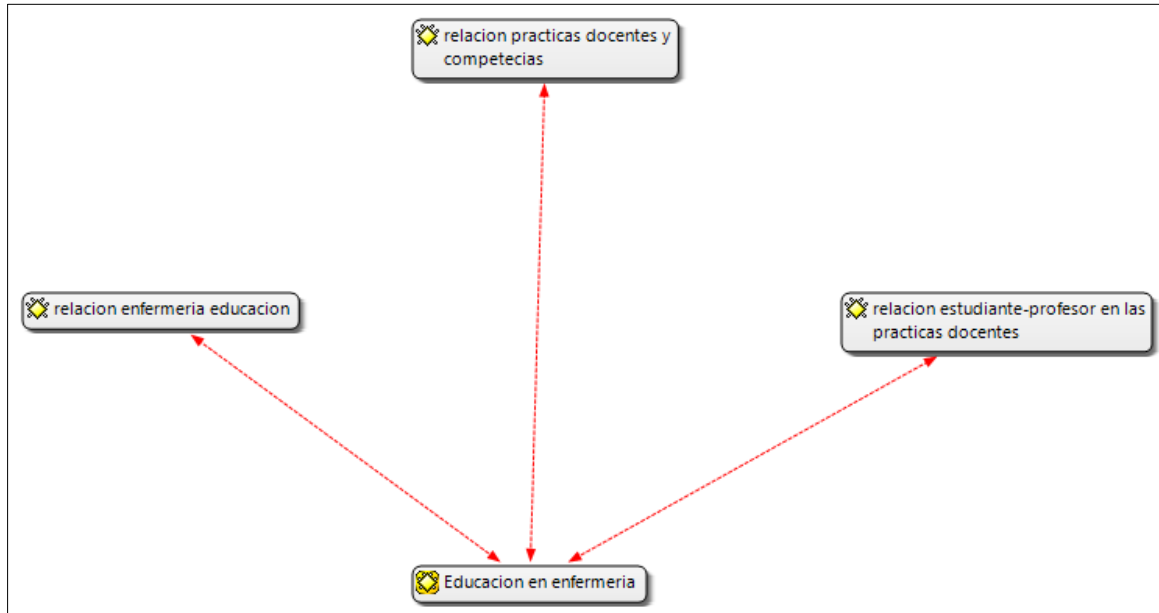 relacion practicas docentes y
competecias
relacion enfermeria educacion
relacion estudiante-profesor en las
practicas docentes
Educacion en enfermeria